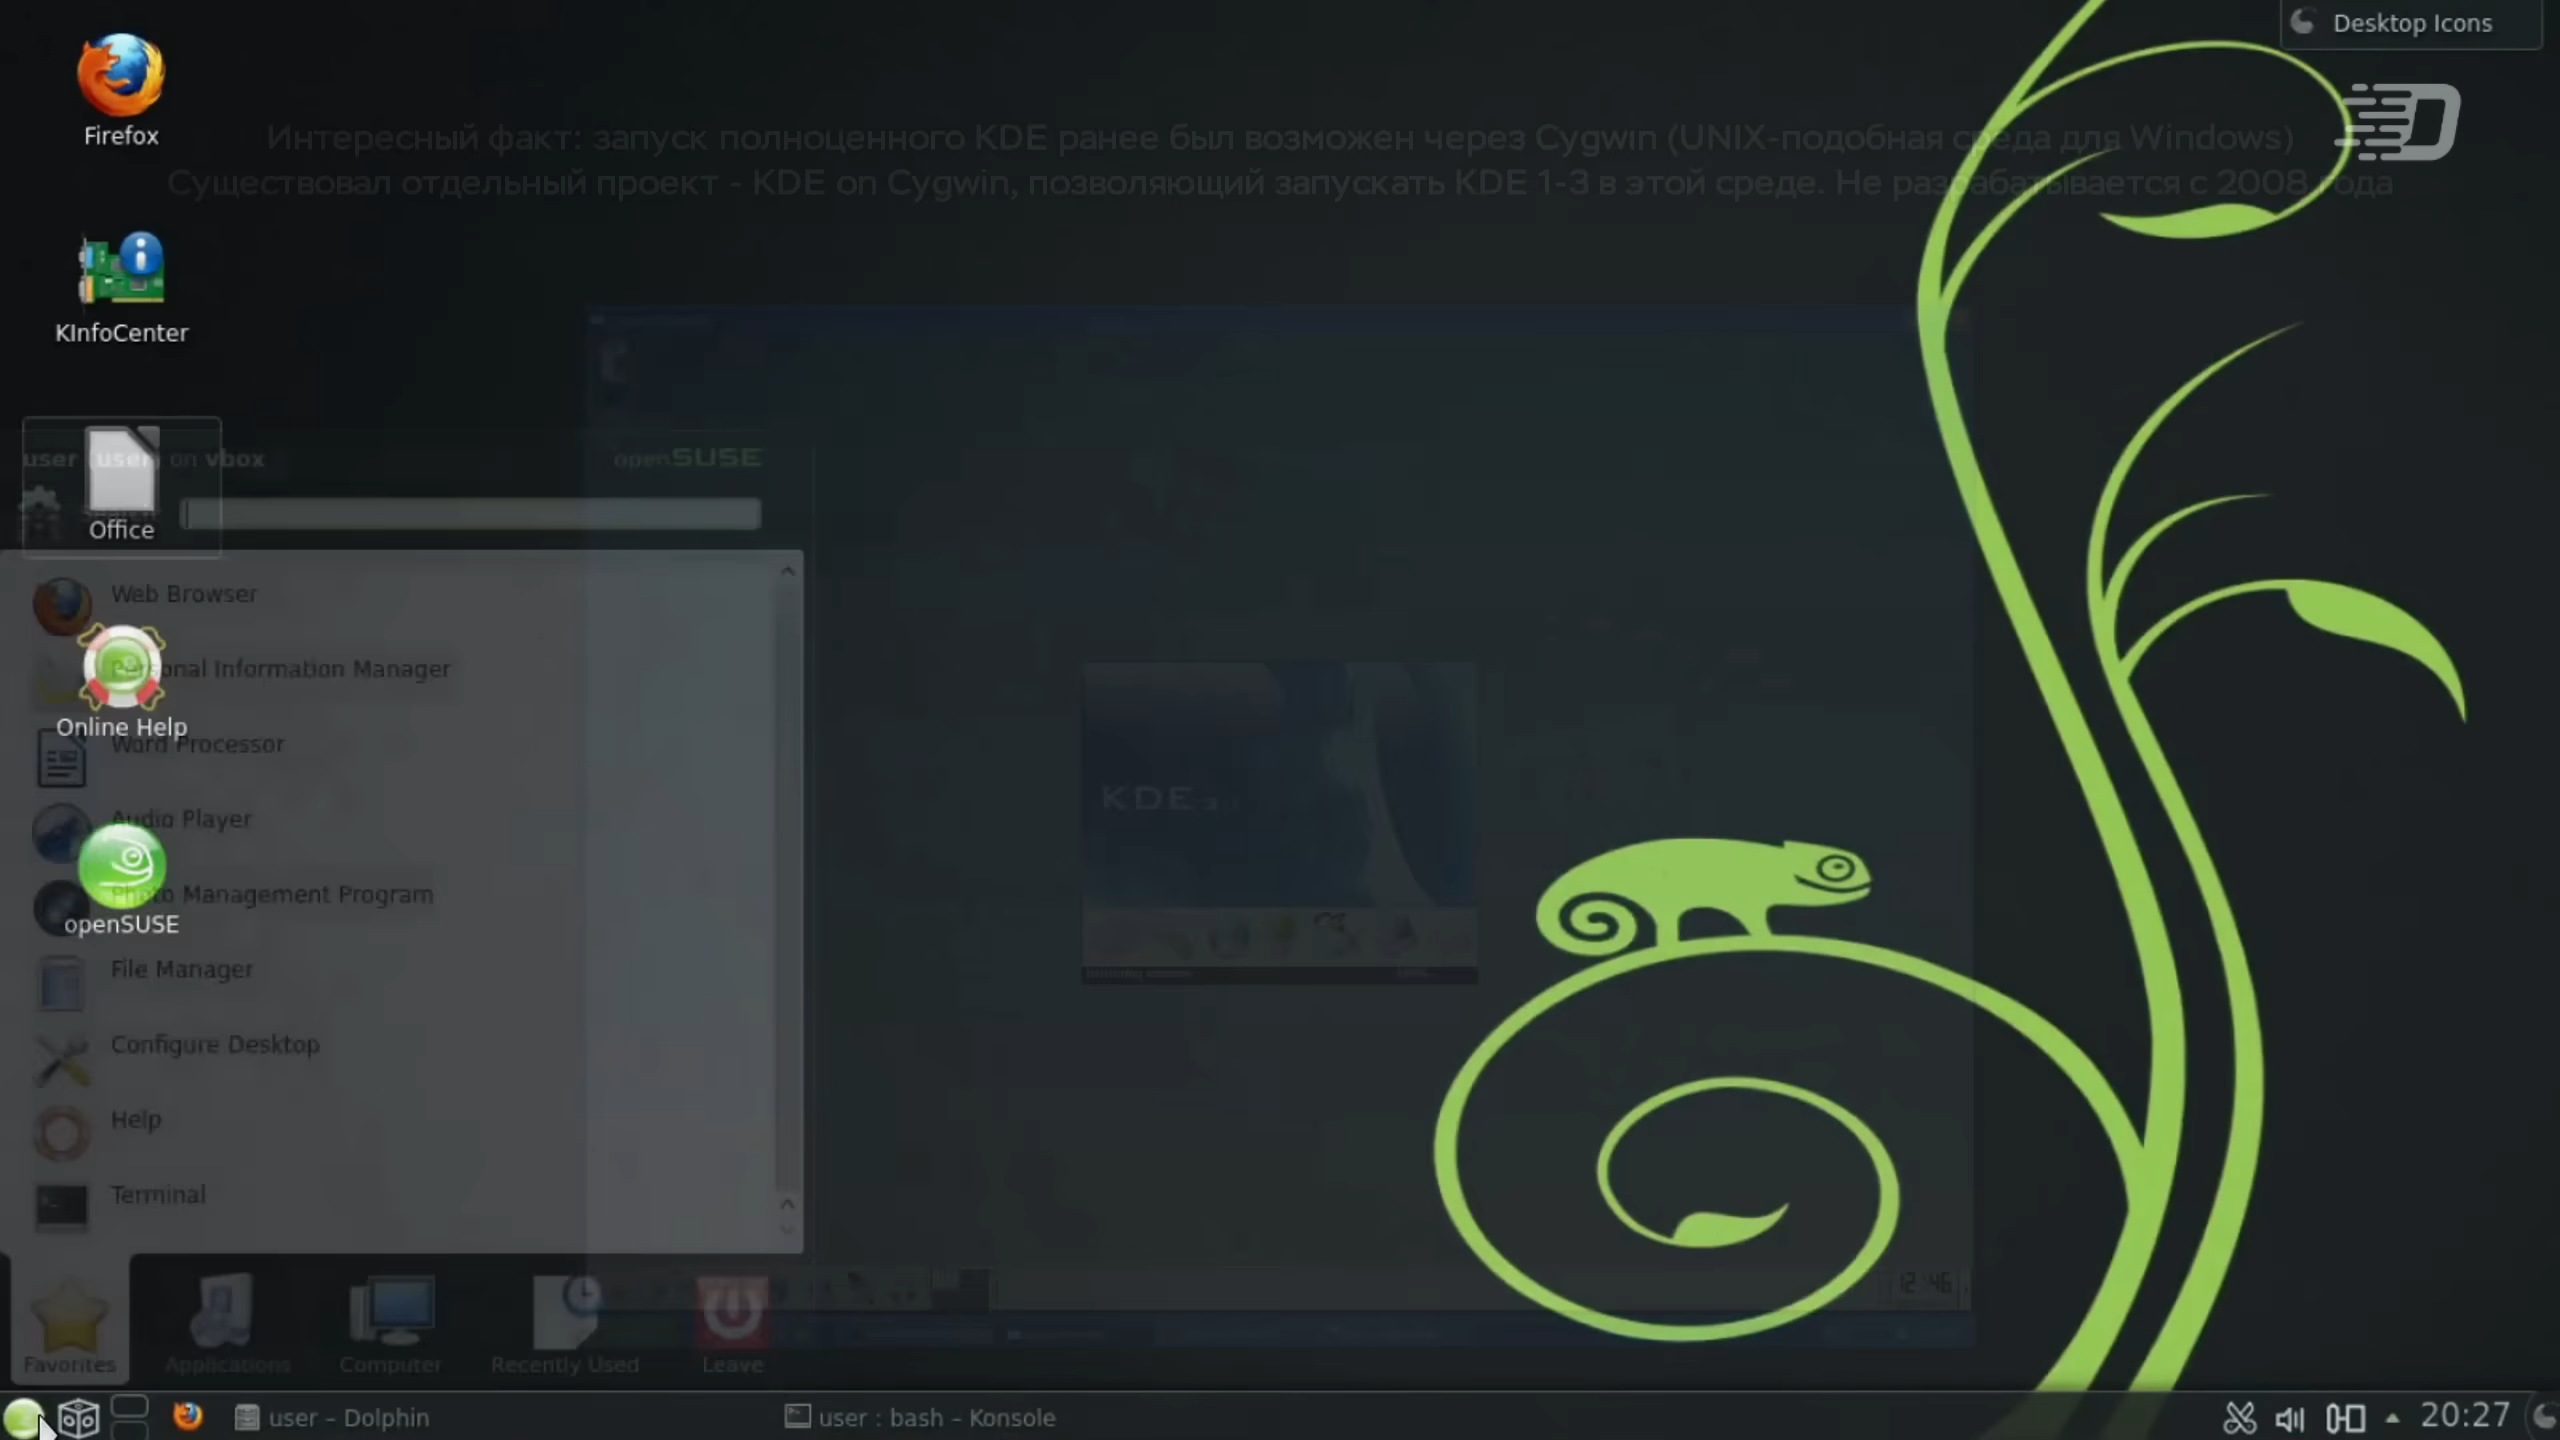 Desktop Icons
Firefox
Интересный факт: запуск полноценного KDE ранее был возможен через Cygwin (UNIX-подобная среда для Windows)
Существовал отдельный проект - KDE on Cygwin, позволяющий запускать KDE 1-3 в этой среде. Не разрабатывается с 2008 года
KInfoCenter
user (user) on vbox
openSUSE
Office
Web Browser
Personal Information Manager
Online Help
Word Processor
KDE
Audio Player
Photo Management Program
openSUSE
File Manager
Configure Desktop
Help
Terminal
12:46
Favorites
Applications
Computer
Recently Used
Leave
user – Dolphin
user : bash – Konsole
20:27